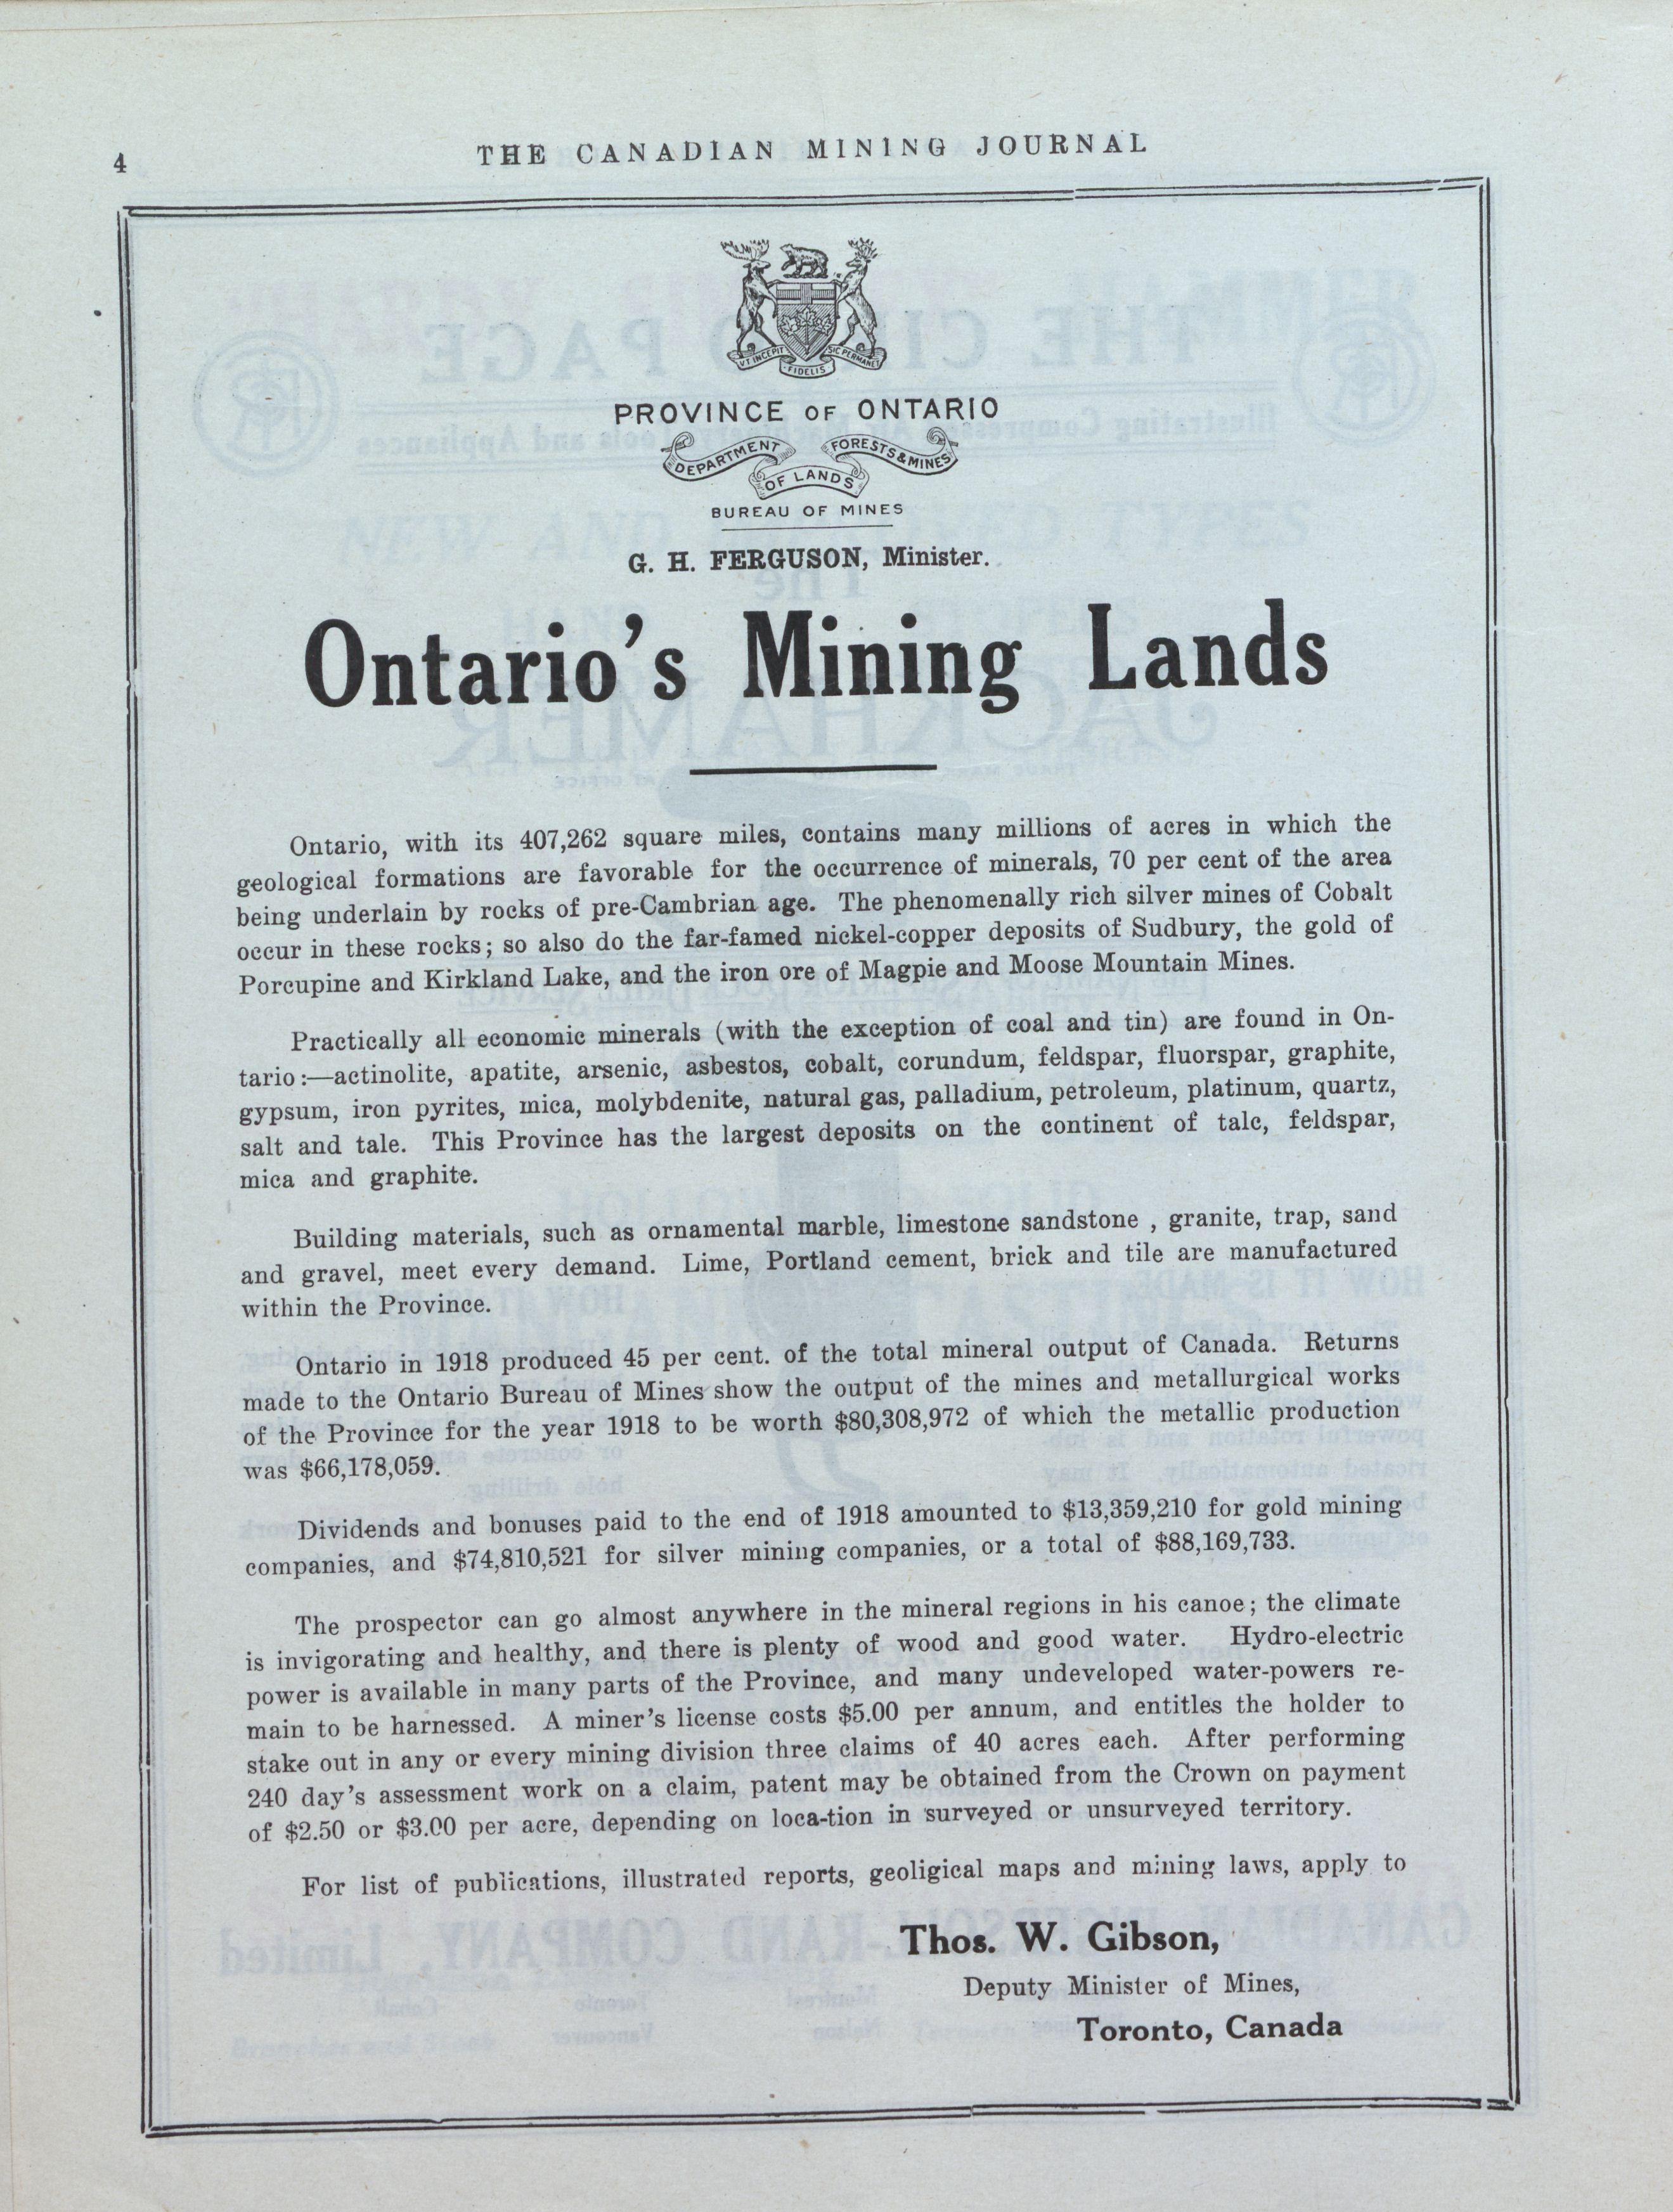 4
THE CANADIAN MINING JOURNAL
VT INCEPIT
FIDELIS
SIC PERMANET
PROVINCE OF ONTARIO
DEPARTMENT
OF LANDS
FORESTS & MINES
BUREAU OF MINES
G. H. FERGUSON, Minister.
Ontario's Mining Lands
Ontario, with its 407,262 square miles, contains many millions of acres in which the
geological formations are favorable for the occurrence of minerals, 70 per cent of the area
being underlain by rocks of pre-Cambrian age. The phenomenally rich silver mines of Cobalt
occur in these rocks; so also do the far-famed nickel-copper deposits of Sudbury, the gold of
Porcupine and Kirkland Lake, and the iron ore of Magpie and Moose Mountain Mines.
Practically all economic minerals (with the exception of coal and tin) are found in On-
tario:—actinolite, apatite, arsenic, asbestos, cobalt, corundum, feldspar, fluorspar, graphite,
gypsum, iron pyrites, mica, molybdenite, natural gas, palladium, petroleum, platinum, quartz,
salt and tale. This Province has the largest deposits on the continent of talc, feldspar,
mica and graphite.
Building materials, such as ornamental marble, limestone sandstone , granite, trap, sand
and gravel, meet every demand. Lime, Portland cement, brick and tile are manufactured
within the Province.
Ontario in 1918 produced 45 per cent. of the total mineral output of Canada. Returns
made to the Ontario Bureau of Mines show the output of the mines and metallurgical works
of the Province for the year 1918 to be worth $80,308,972 of which the metallic production
was $66,178,059.
Dividends and bonuses paid to the end of 1918 amounted to $13,359,210 for gold mining
companies, and $74,810,521 for silver mining companies, or a total of $88,169,733.
The prospector can go almost anywhere in the mineral regions in his canoe; the climate
is invigorating and healthy, and there is plenty of wood and good water. Hydro-electric
power is available in many parts of the Province, and many undeveloped water-powers re-
main to be harnessed. A miner's license costs $5.00 per annum, and entitles the holder to
stake out in any or every mining division three claims of 40 acres each. After performing
240 day's assessment work on a claim, patent may be obtained from the Crown on payment
of $2.50 or $3.00 per acre, depending on loca-tion in surveyed or unsurveyed territory.
For list of publications, illustrated reports, geoligical maps and mining laws, apply to
Thos. W. Gibson,
Deputy Minister of Mines,
Toronto, Canada